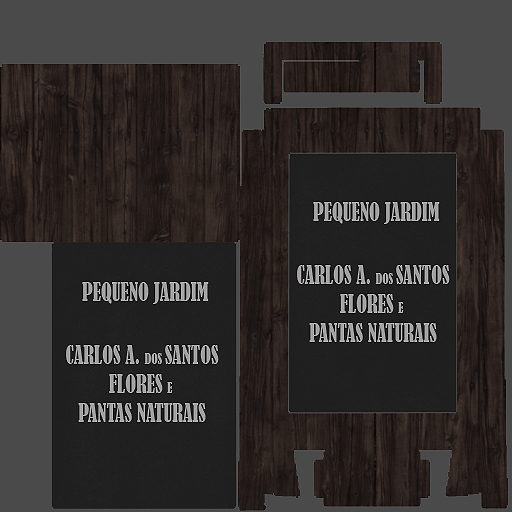 PEQUENO JARDIM
CARLOS A. DOS SANTOS
FLORES E
PANTAS NATURAIS
PEQUENO JARDIM
CARLOS A. DOS SANTOS
FLORES E
PANTAS NATURAIS